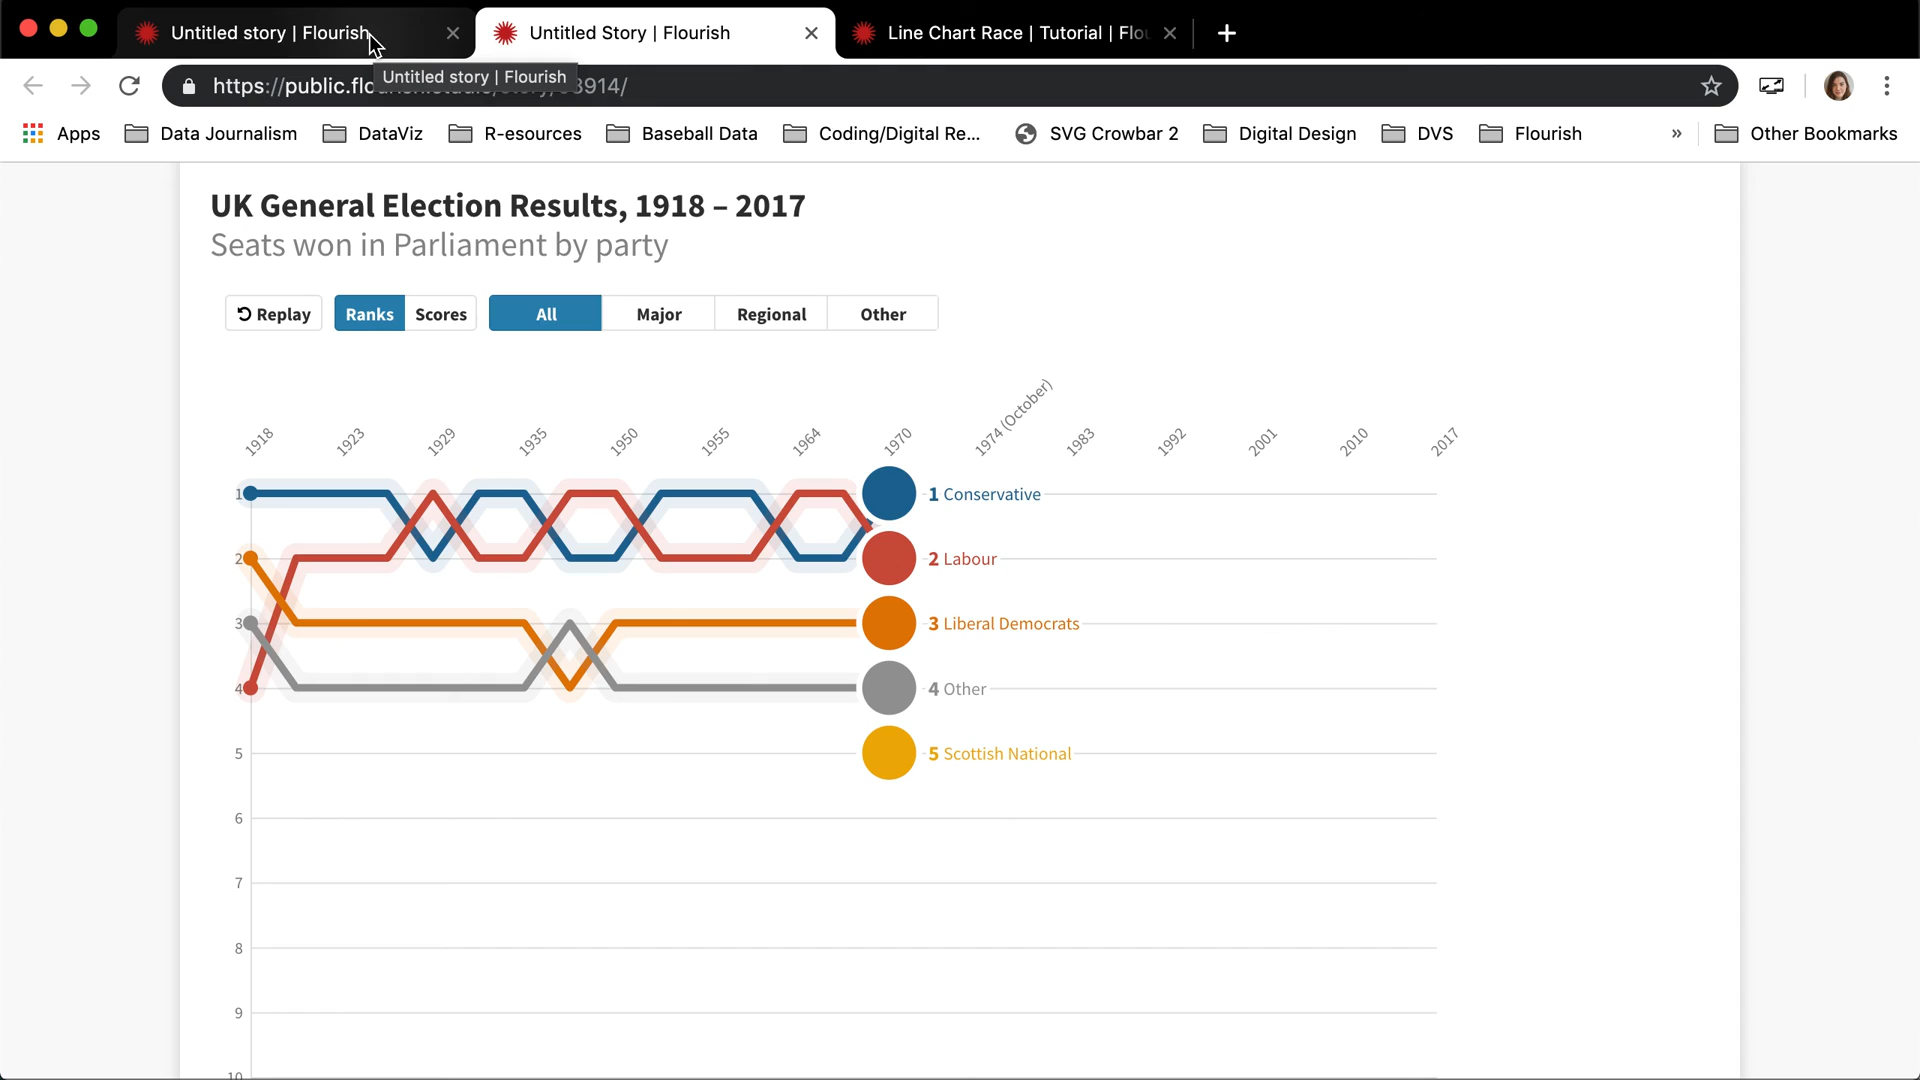 Untitled story | Flourish
Untitled Story | Flourish
Line Chart Race | Tutorial | Flo
Untitled story | Flourish
https://public.flo
8914/
Apps
Data Journalism
DataViz
R-esources
Baseball Data
Coding/Digital Re...
SVG Crowbar 2
Digital Design
DVS
Flourish
»
Other Bookmarks
UK General Election Results, 1918 – 2017
Seats won in Parliament by party
Replay
Ranks
Scores
All
Major
Regional
Other
1918
1923
1929
1935
1950
1955
1964
1970
1974 (October)
1983
1992
2001
2010
2017
1
1 Conservative
2
2 Labour
3
3 Liberal Democrats
4
4 Other
5
5 Scottish National
6
7
8
9
10